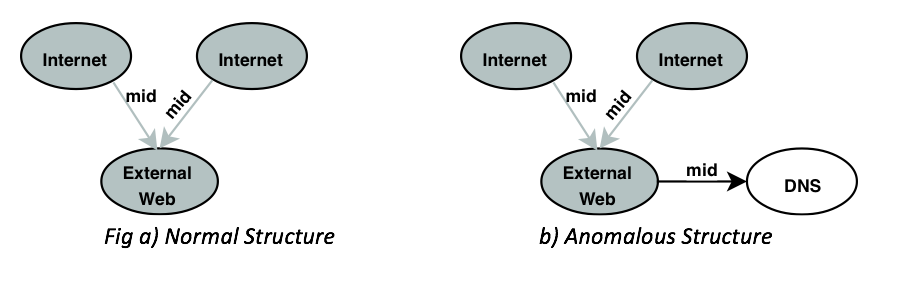 Internet
Internet
mid
mid
External
Web
Fig a) Normal Structure
Internet
Internet
mid
mid
External
Web
mid
DNS
b) Anomalous Structure